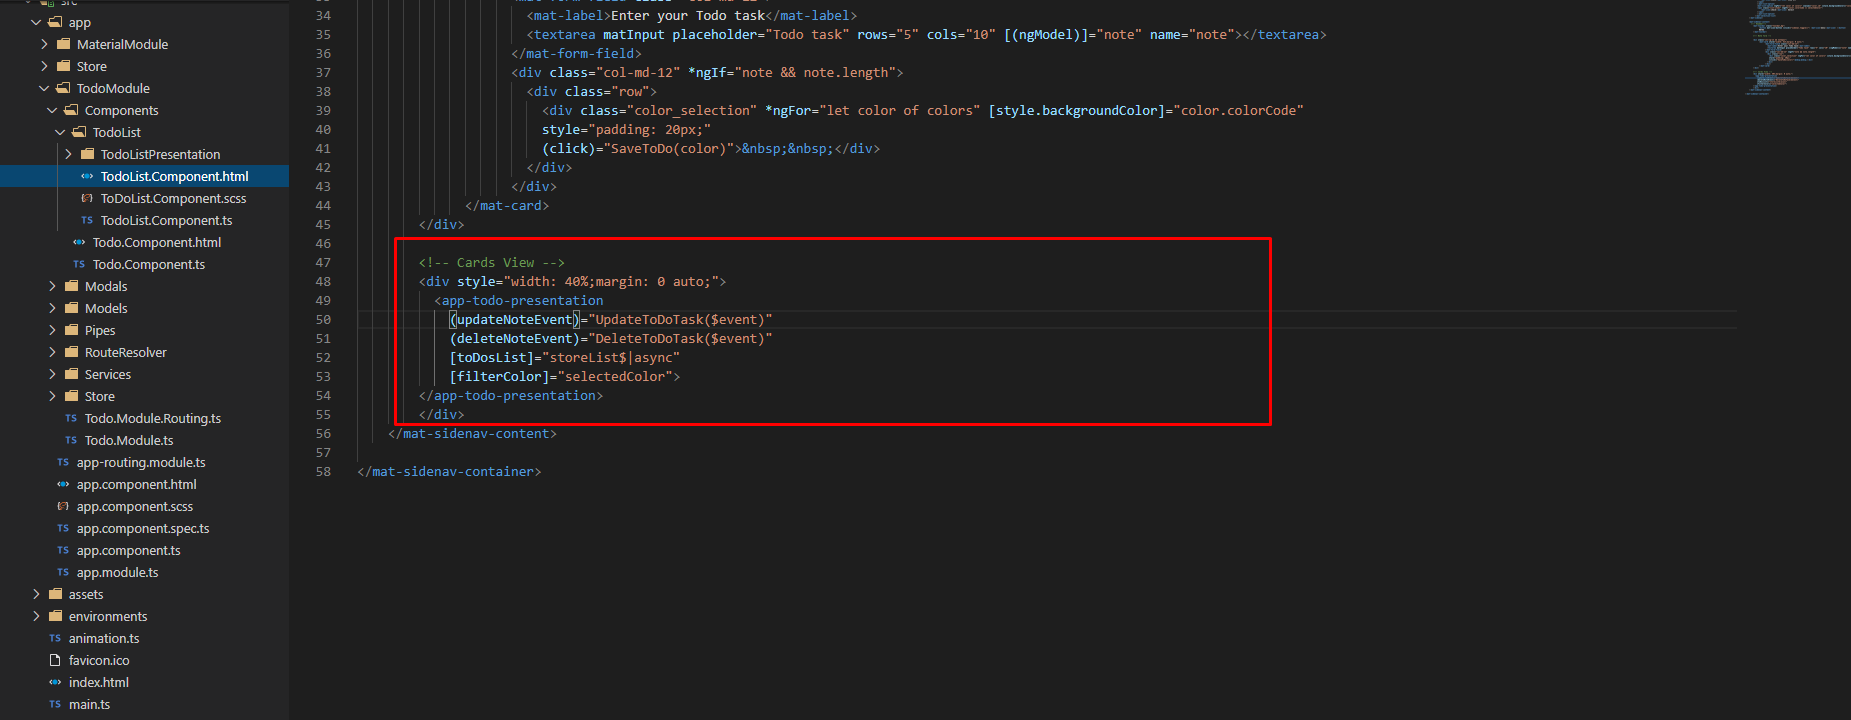 src
app
MaterialModule
Store
TodoModule
Components
TodoList
TodoListPresentation
TodoList.Component.html
ToDoList.Component.scss
TodoList.Component.ts
Todo.Component.html
Todo.Component.ts
Modals
Models
Pipes
RouteResolver
Services
Store
Todo.Module.Routing.ts
Todo.Module.ts
app-routing.module.ts
app.component.html
app.component.scss
app.component.spec.ts
app.component.ts
app.module.ts
assets
environments
animation.ts
favicon.ico
index.html
main.ts
34 <mat-label>Enter your Todo task</mat-label>
35 <textarea matInput placeholder="Todo task" rows="5" cols="10" [(ngModel)]="note" name="note"></textarea>
36 </mat-form-field>
37 <div class="col-md-12" *ngIf="note && note.length">
38 <div class="row">
39 <div class="color_selection" *ngFor="let color of colors" [style.backgroundColor]="color.colorCode"
40 style="padding: 20px;"
41 (click)="SaveToDo(color)">&nbsp;&nbsp;</div>
42 </div>
43 </div>
44 </mat-card>
45 </div>
46
47 <!-- Cards View -->
48 <div style="width: 40%;margin: 0 auto;">
49 <app-todo-presentation
50 (updateNoteEvent)="UpdateToDoTask($event)"
51 (deleteNoteEvent)="DeleteToDoTask($event)"
52 [toDosList]="storeList$|async"
53 [filterColor]="selectedColor">
54 </app-todo-presentation>
55 </div>
56 </mat-sidenav-content>
57
58 </mat-sidenav-container>